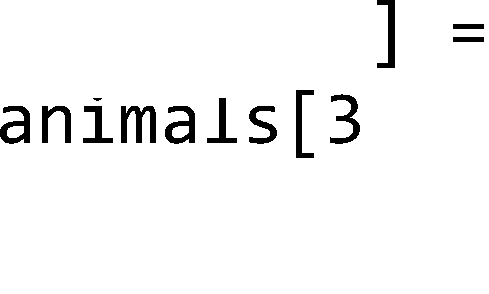 ] =
animals[3